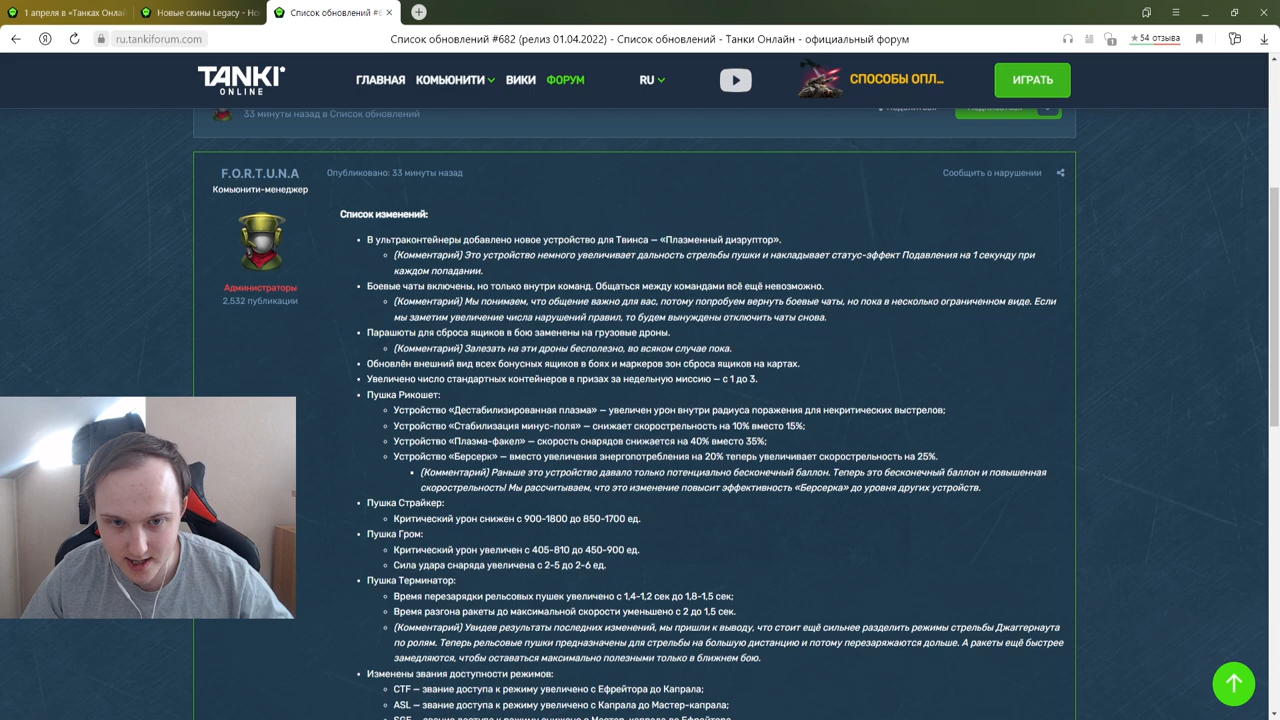 1 апреля в «Танках Онлай
Новые скины Legacy - Но
Список обновлений #6
ru.tankiforum.com
Список обновлений #682 (релиз 01.04.2022) - Список обновлений - Танки Онлайн - официальный форум
★54 отзыва
TANKI
ONLINE
ГЛАВНАЯ
КОМЬЮНИТИ
ВИКИ
ФОРУМ
RU
СПОСОБЫ ОПЛ...
ИГРАТЬ
33 минуты назад в Список обновлений
F.O.R.T.U.N.A
Комьюнити-менеджер
Администраторы
2,532 публикации
Опубликовано: 33 минуты назад
Сообщить о нарушении
Список изменений:
• В ультраконтейнеры добавлено новое устройство для Твинса — «Плазменный дизруптор».
(Комментарий) Это устройство немного увеличивает дальность стрельбы пушки и накладывает статус-эффект Подавления на 1 секунду при
каждом попадании.
• Боевые чаты включены, но только внутри команд. Общаться между командами всё ещё невозможно.
(Комментарий) Мы понимаем, что общение важно для вас, потому попробуем вернуть боевые чаты, но пока в несколько ограниченном виде. Если
мы заметим увеличение числа нарушений правил, то будем вынуждены отключить чаты снова.
• Парашюты для сброса ящиков в бою заменены на грузовые дроны.
(Комментарий) Залезать на эти дроны бесполезно, во всяком случае пока.
• Обновлён внешний вид всех бонусных ящиков в боях и маркеров зон сброса ящиков на картах.
• Увеличено число стандартных контейнеров в призах за недельную миссию — с 1 до 3.
• Пушка Рикошет:
Устройство «Дестабилизированная плазма» — увеличен урон внутри радиуса поражения для некритических выстрелов;
Устройство «Стабилизация минус-поля» — снижает скорострельность на 10% вместо 15%;
Устройство «Плазма-факел» — скорость снарядов снижается на 40% вместо 35%;
Устройство «Берсерк» — вместо увеличения энергопотребления на 20% теперь увеличивает скорострельность на 25%.
(Комментарий) Раньше это устройство давало только потенциально бесконечный баллон. Теперь это бесконечный баллон и повышенная
скорострельность! Мы рассчитываем, что это изменение повысит эффективность «Берсерка» до уровня других устройств.
• Пушка Страйкер:
Критический урон снижен с 900-1800 до 850-1700 ед.
• Пушка Гром:
Критический урон увеличен с 405-810 до 450-900 ед.
Сила удара снаряда увеличена с 2-5 до 2-6 ед.
• Пушка Терминатор:
Время перезарядки рельсовых пушек увеличено с 1,4-1,2 сек до 1,8-1,5 сек;
Время разгона ракеты до максимальной скорости уменьшено с 2 до 1,5 сек.
(Комментарий) Увидев результаты последних изменений, мы пришли к выводу, что стоит ещё сильнее разделить режимы стрельбы Джаггернаута
по ролям. Теперь рельсовые пушки предназначены для стрельбы на большую дистанцию и потому перезаряжаются дольше. А ракеты ещё быстрее
замедляются, чтобы оставаться максимально полезными только в ближнем бою.
• Изменены звания доступности режимов:
CTF — звание доступа к режиму увеличено с Ефрейтора до Капрала;
ASL — звание доступа к режиму увеличено с Капрала до Мастер-капрала;